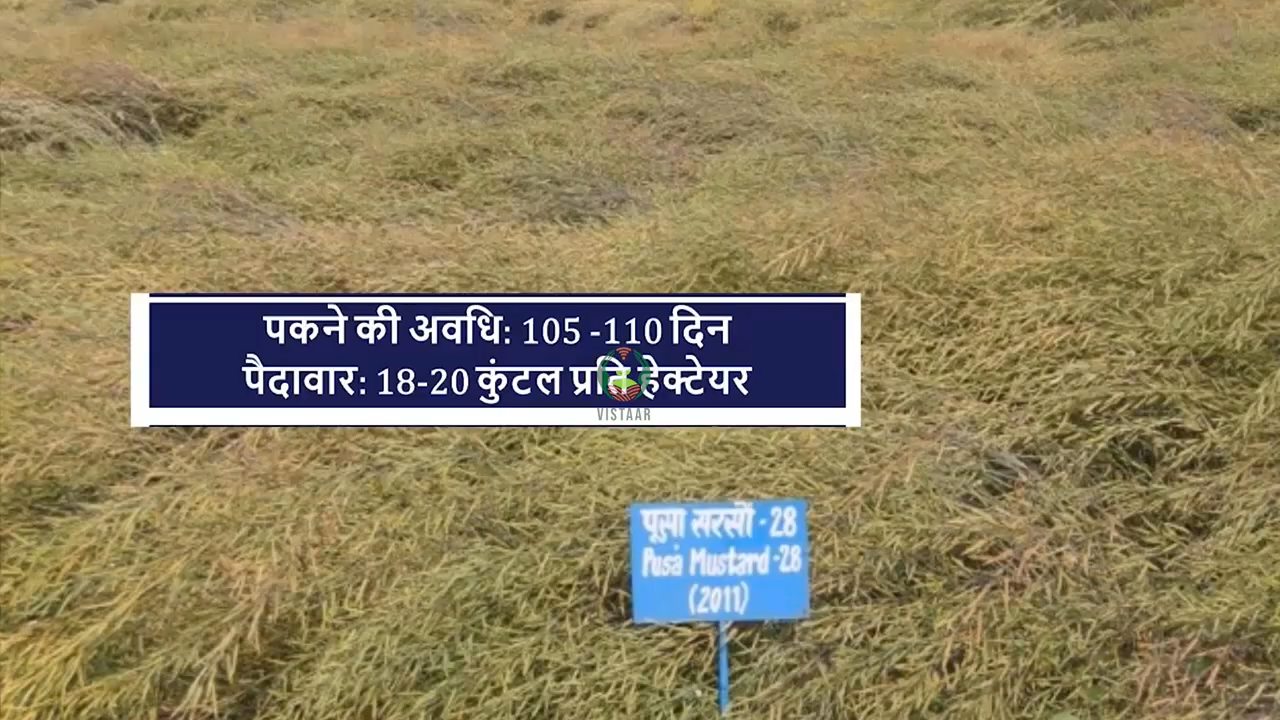 पकने की अवधि: 105 -110 दिन
पैदावार: 18-20 कुंटल प्रति हेक्टेयर
VISTAAR
पूसा सरसों - 28
Pusa Mustard -28
(2011)